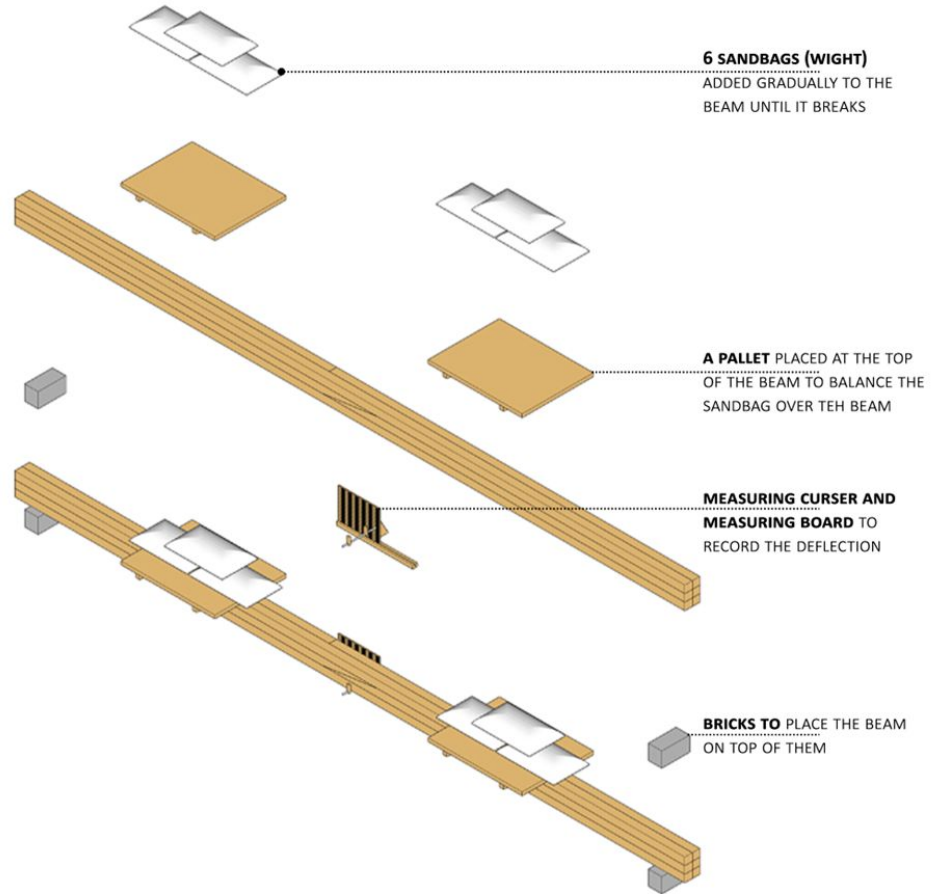 6 SANDBAGS (WIGHT)
ADDED GRADUALLY TO THE
BEAM UNTIL IT BREAKS
A PALLET PLACED AT THE TOP
OF THE BEAM TO BALANCE THE
SANDBAG OVER TEH BEAM
MEASURING CURSER AND
MEASURING BOARD TO
RECORD THE DEFLECTION
BRICKS TO PLACE THE BEAM
ON TOP OF THEM